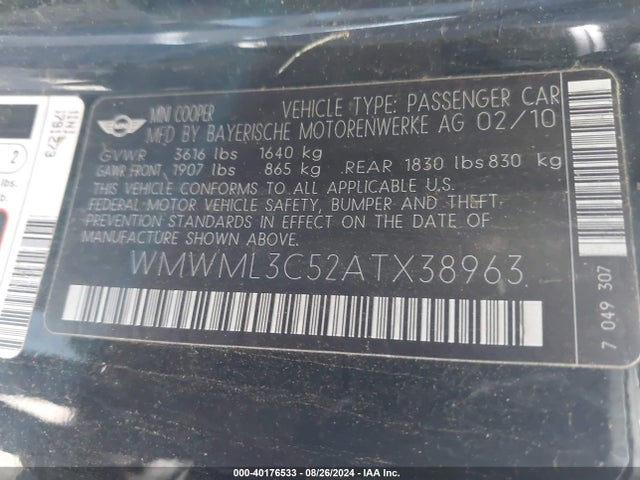 MINI COOPER VEHICLE TYPE: PASSENGER CAR
MFD BY BAYERISCHE MOTORENWERKE AG 02/10
GVWR 3616 lbs 1640 kg
GAWR FRONT 1907 lbs 865 kg .REAR 1830 lbs 830 kg
THIS VEHICLE CONFORMS TO ALL APPLICABLE U.S.
FEDERAL MOTOR VEHICLE SAFETY, BUMPER AND THEFT-
PREVENTION STANDARDS IN EFFECT ON THE DATE OF
MANUFACTURE SHOWN ABOVE.
WMWML3C52ATX38963
7 049 307
2
lbs.
000-40176533 - 08/26/2024 - IAA Inc.